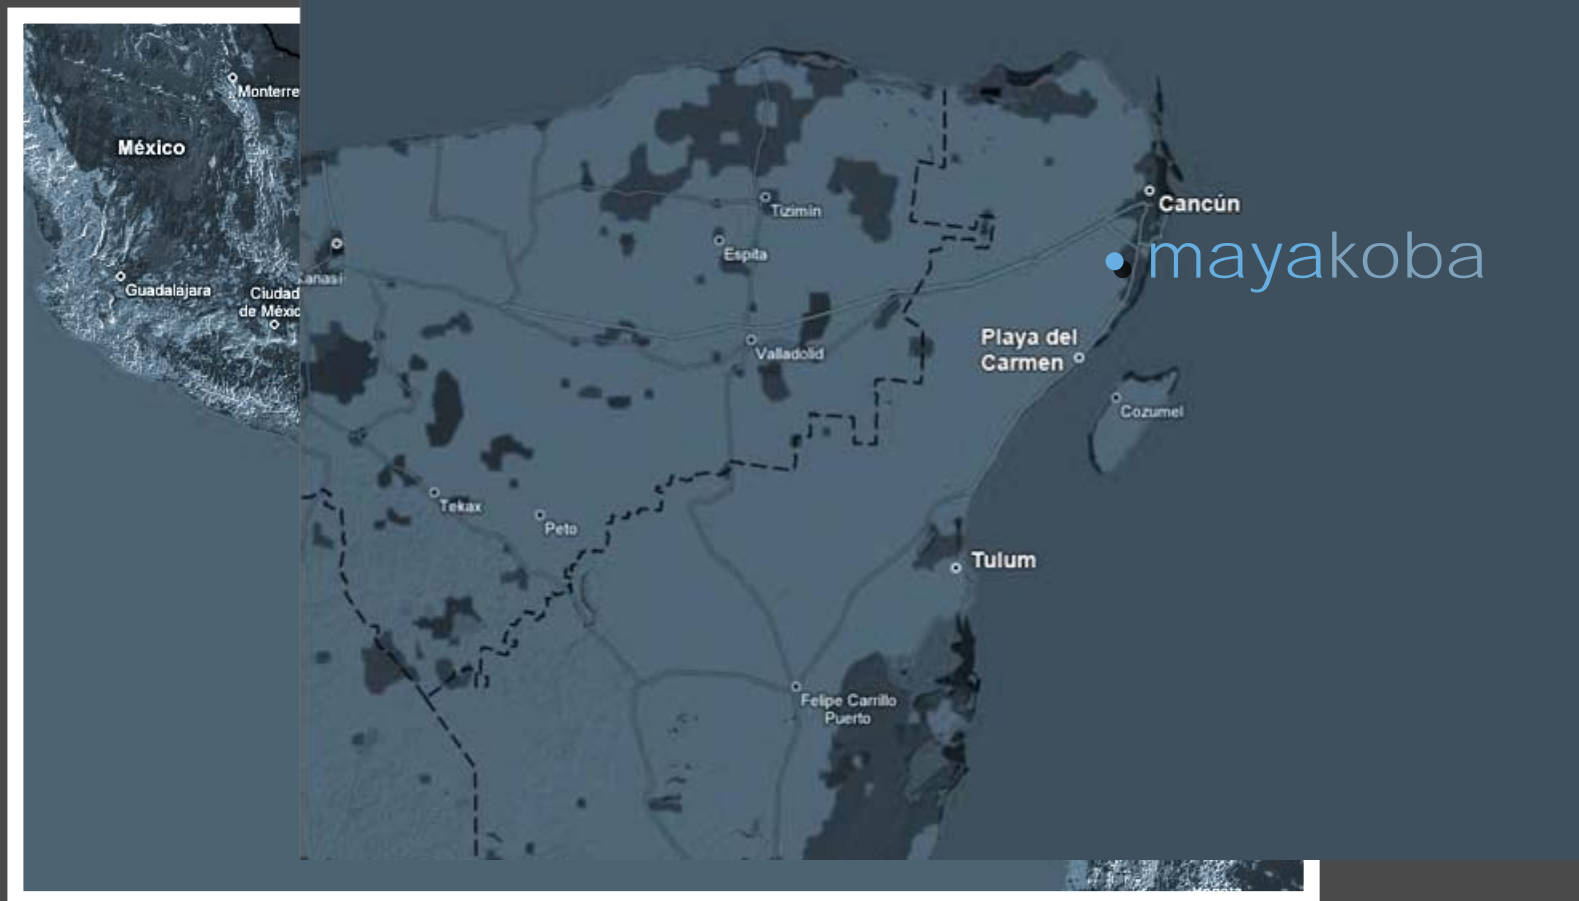 Monterre
México
Guadalajara
Ciudad
de Méxic
Tizimín
Espita
Cancún
mayakoba
Valladolid
Playa del
Carmen
Cozumel
Tekax
Peto
Tulum
Felipe Carrillo
Puerto